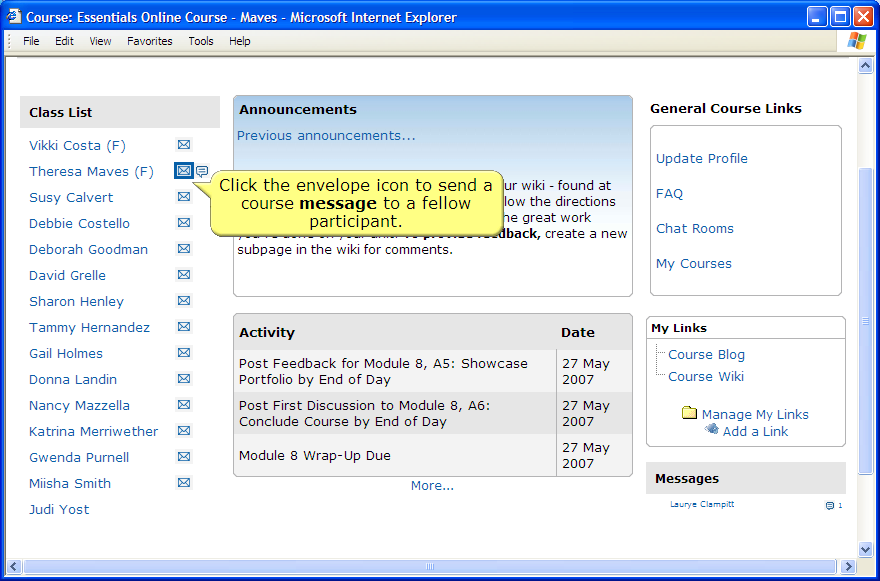 Course: Essentials Online Course - Maves - Microsoft Internet Explorer
File Edit View Favorites Tools Help
Class List
Vikki Costa (F)
Theresa Maves (F)
Susy Calvert
Debbie Costello
Deborah Goodman
David Grelle
Sharon Henley
Tammy Hernandez
Gail Holmes
Donna Landin
Nancy Mazzella
Katrina Merriwether
Gwenda Purnell
Miisha Smith
Judi Yost
Announcements
Previous announcements...
Click the envelope icon to send a
course message to a fellow
participant.
ur wiki - found at
low the directions
he great work
feedback, create a new
subpage in the wiki for comments.
Activity Date
Post Feedback for Module 8, A5: Showcase
Portfolio by End of Day
27 May
2007
Post First Discussion to Module 8, A6:
Conclude Course by End of Day
27 May
2007
Module 8 Wrap-Up Due
27 May
2007
More...
General Course Links
Update Profile
FAQ
Chat Rooms
My Courses
My Links
Course Blog
Course Wiki
Manage My Links
Add a Link
Messages
Laurye Clampitt 1